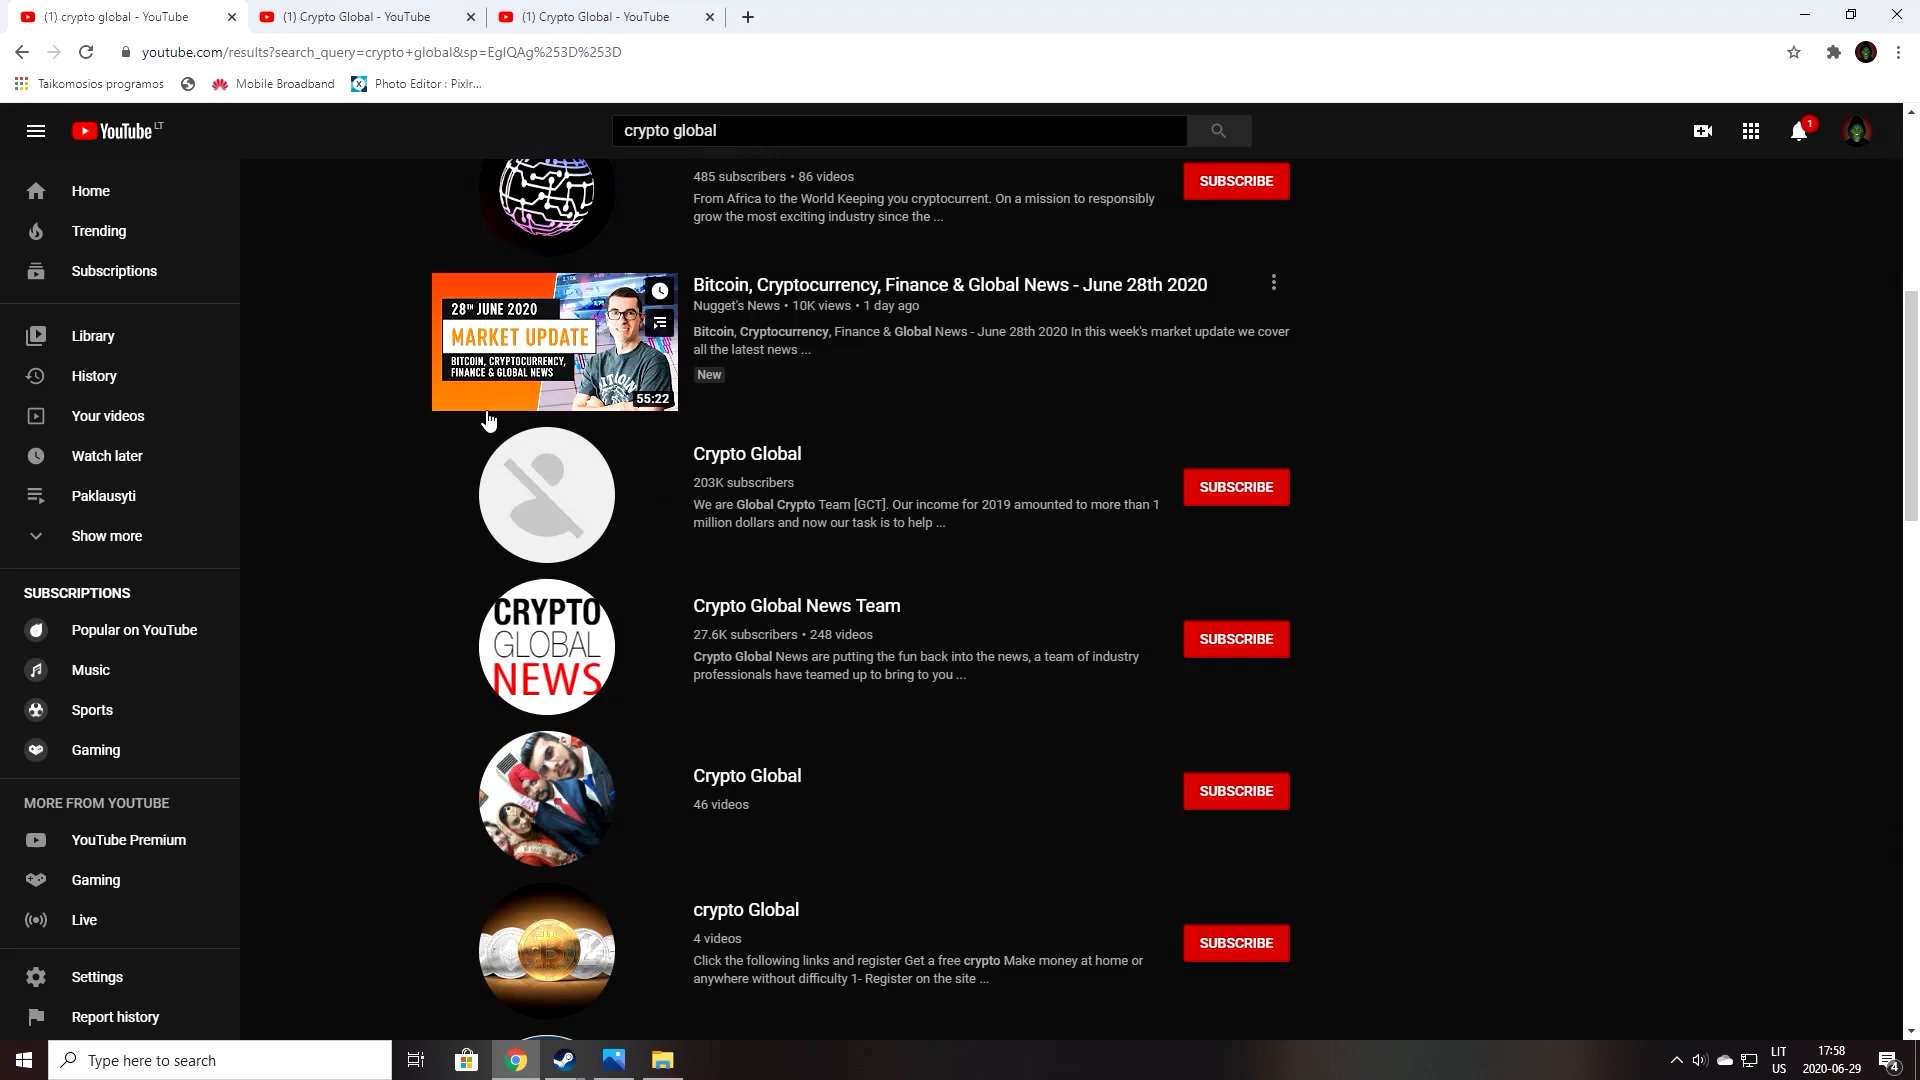 (1) crypto global - YouTube
(1) Crypto Global - YouTube
(1) Crypto Global - YouTube
youtube.com/results?search_query=crypto+global&sp=EgIQAg%253D%253D
Taikomosios programos
Mobile Broadband
Photo Editor : Pixlr...
YouTube LT
crypto global
1
Home
Trending
Subscriptions
Library
History
Your videos
Watch later
Paklausyti
Show more
SUBSCRIPTIONS
Popular on YouTube
Music
Sports
Gaming
MORE FROM YOUTUBE
YouTube Premium
Gaming
Live
Settings
Report history
485 subscribers • 86 videos
From Africa to the World Keeping you cryptocurrent. On a mission to responsibly
grow the most exciting industry since the ...
SUBSCRIBE
28TH JUNE 2020
MARKET UPDATE
BITCOIN, CRYPTOCURRENCY,
FINANCE & GLOBAL NEWS
BITCOIN
55:22
Bitcoin, Cryptocurrency, Finance & Global News - June 28th 2020
Nugget's News • 10K views • 1 day ago
Bitcoin, Cryptocurrency, Finance & Global News - June 28th 2020 In this week's market update we cover
all the latest news ...
New
Crypto Global
203K subscribers
We are Global Crypto Team [GCT]. Our income for 2019 amounted to more than 1
million dollars and now our task is to help ...
SUBSCRIBE
CRYPTO
GLOBAL
NEWS
Crypto Global News Team
27.6K subscribers • 248 videos
Crypto Global News are putting the fun back into the news, a team of industry
professionals have teamed up to bring to you ...
SUBSCRIBE
Crypto Global
46 videos
SUBSCRIBE
crypto Global
4 videos
Click the following links and register Get a free crypto Make money at home or
anywhere without difficulty 1- Register on the site ...
SUBSCRIBE
Type here to search
LIT
US
17:58
2020-06-29
4